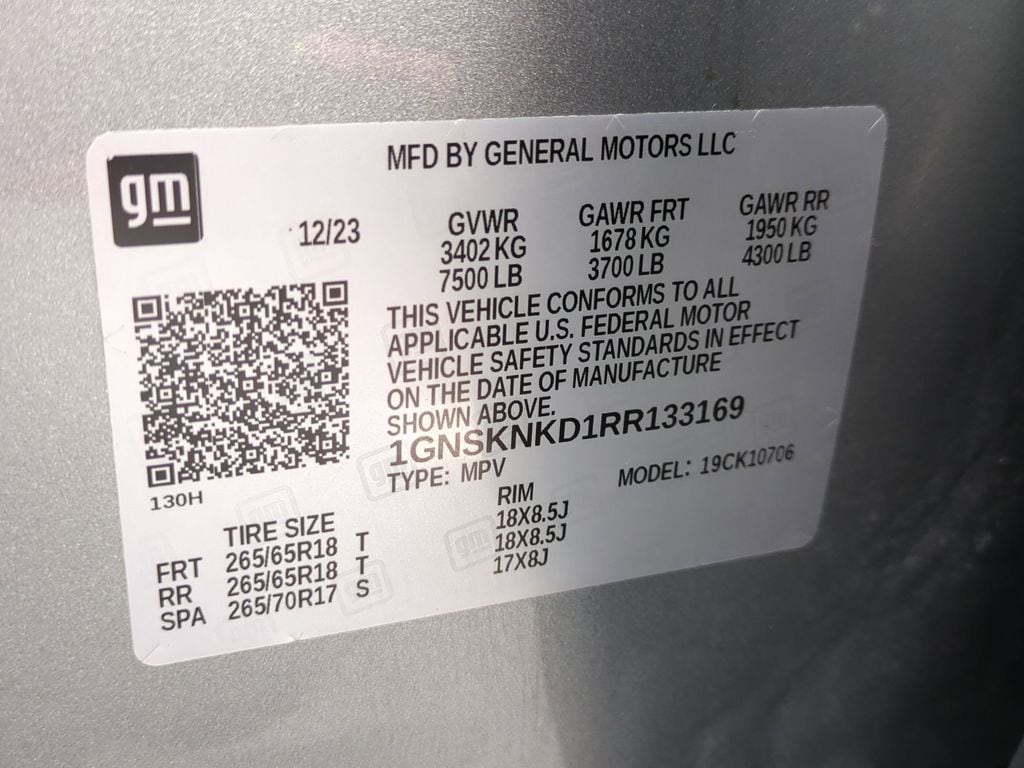 gm
MFD BY GENERAL MOTORS LLC
12/23
GVWR GAWR FRT GAWR RR
3402 KG 1678 KG 1950 KG
7500 LB 3700 LB 4300 LB
THIS VEHICLE CONFORMS TO ALL
APPLICABLE U.S. FEDERAL MOTOR
VEHICLE SAFETY STANDARDS IN EFFECT
ON THE DATE OF MANUFACTURE
SHOWN ABOVE.
1GNSKNKD1RR133169
TYPE: MPV MODEL: 19CK10706
130H
TIRE SIZE RIM
FRT 265/65R18 T 18X8.5J
RR 265/65R18 T 18X8.5J
SPA 265/70R17 S 17X8J